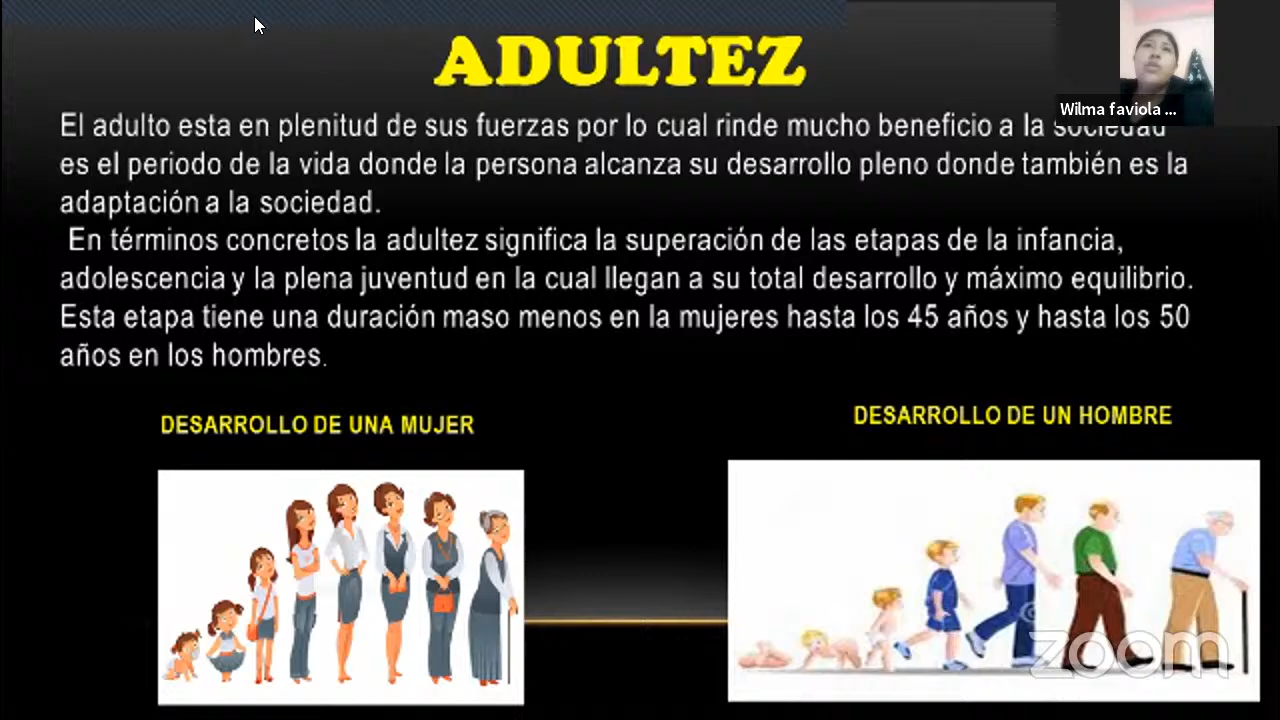 ADULTEZ
Wilma faviola ...
El adulto esta en plenitud de sus fuerzas por lo cual rinde mucho beneficio a la sociedad
es el periodo de la vida donde la persona alcanza su desarrollo pleno donde también es la
adaptación a la sociedad.
En términos concretos la adultez significa la superación de las etapas de la infancia,
adolescencia y la plena juventud en la cual llegan a su total desarrollo y máximo equilibrio.
Esta etapa tiene una duración maso menos en la mujeres hasta los 45 años y hasta los 50
años en los hombres.
DESARROLLO DE UNA MUJER
DESARROLLO DE UN HOMBRE
zoom